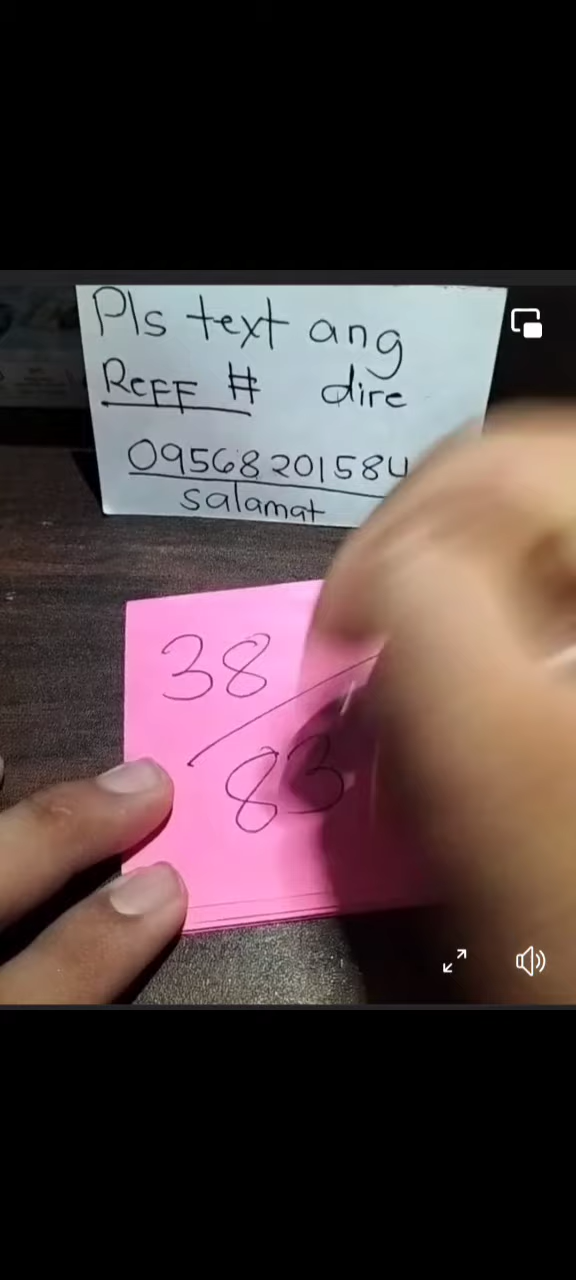 Pls text ang
REFF # dire
09568201584
salamat
38
83